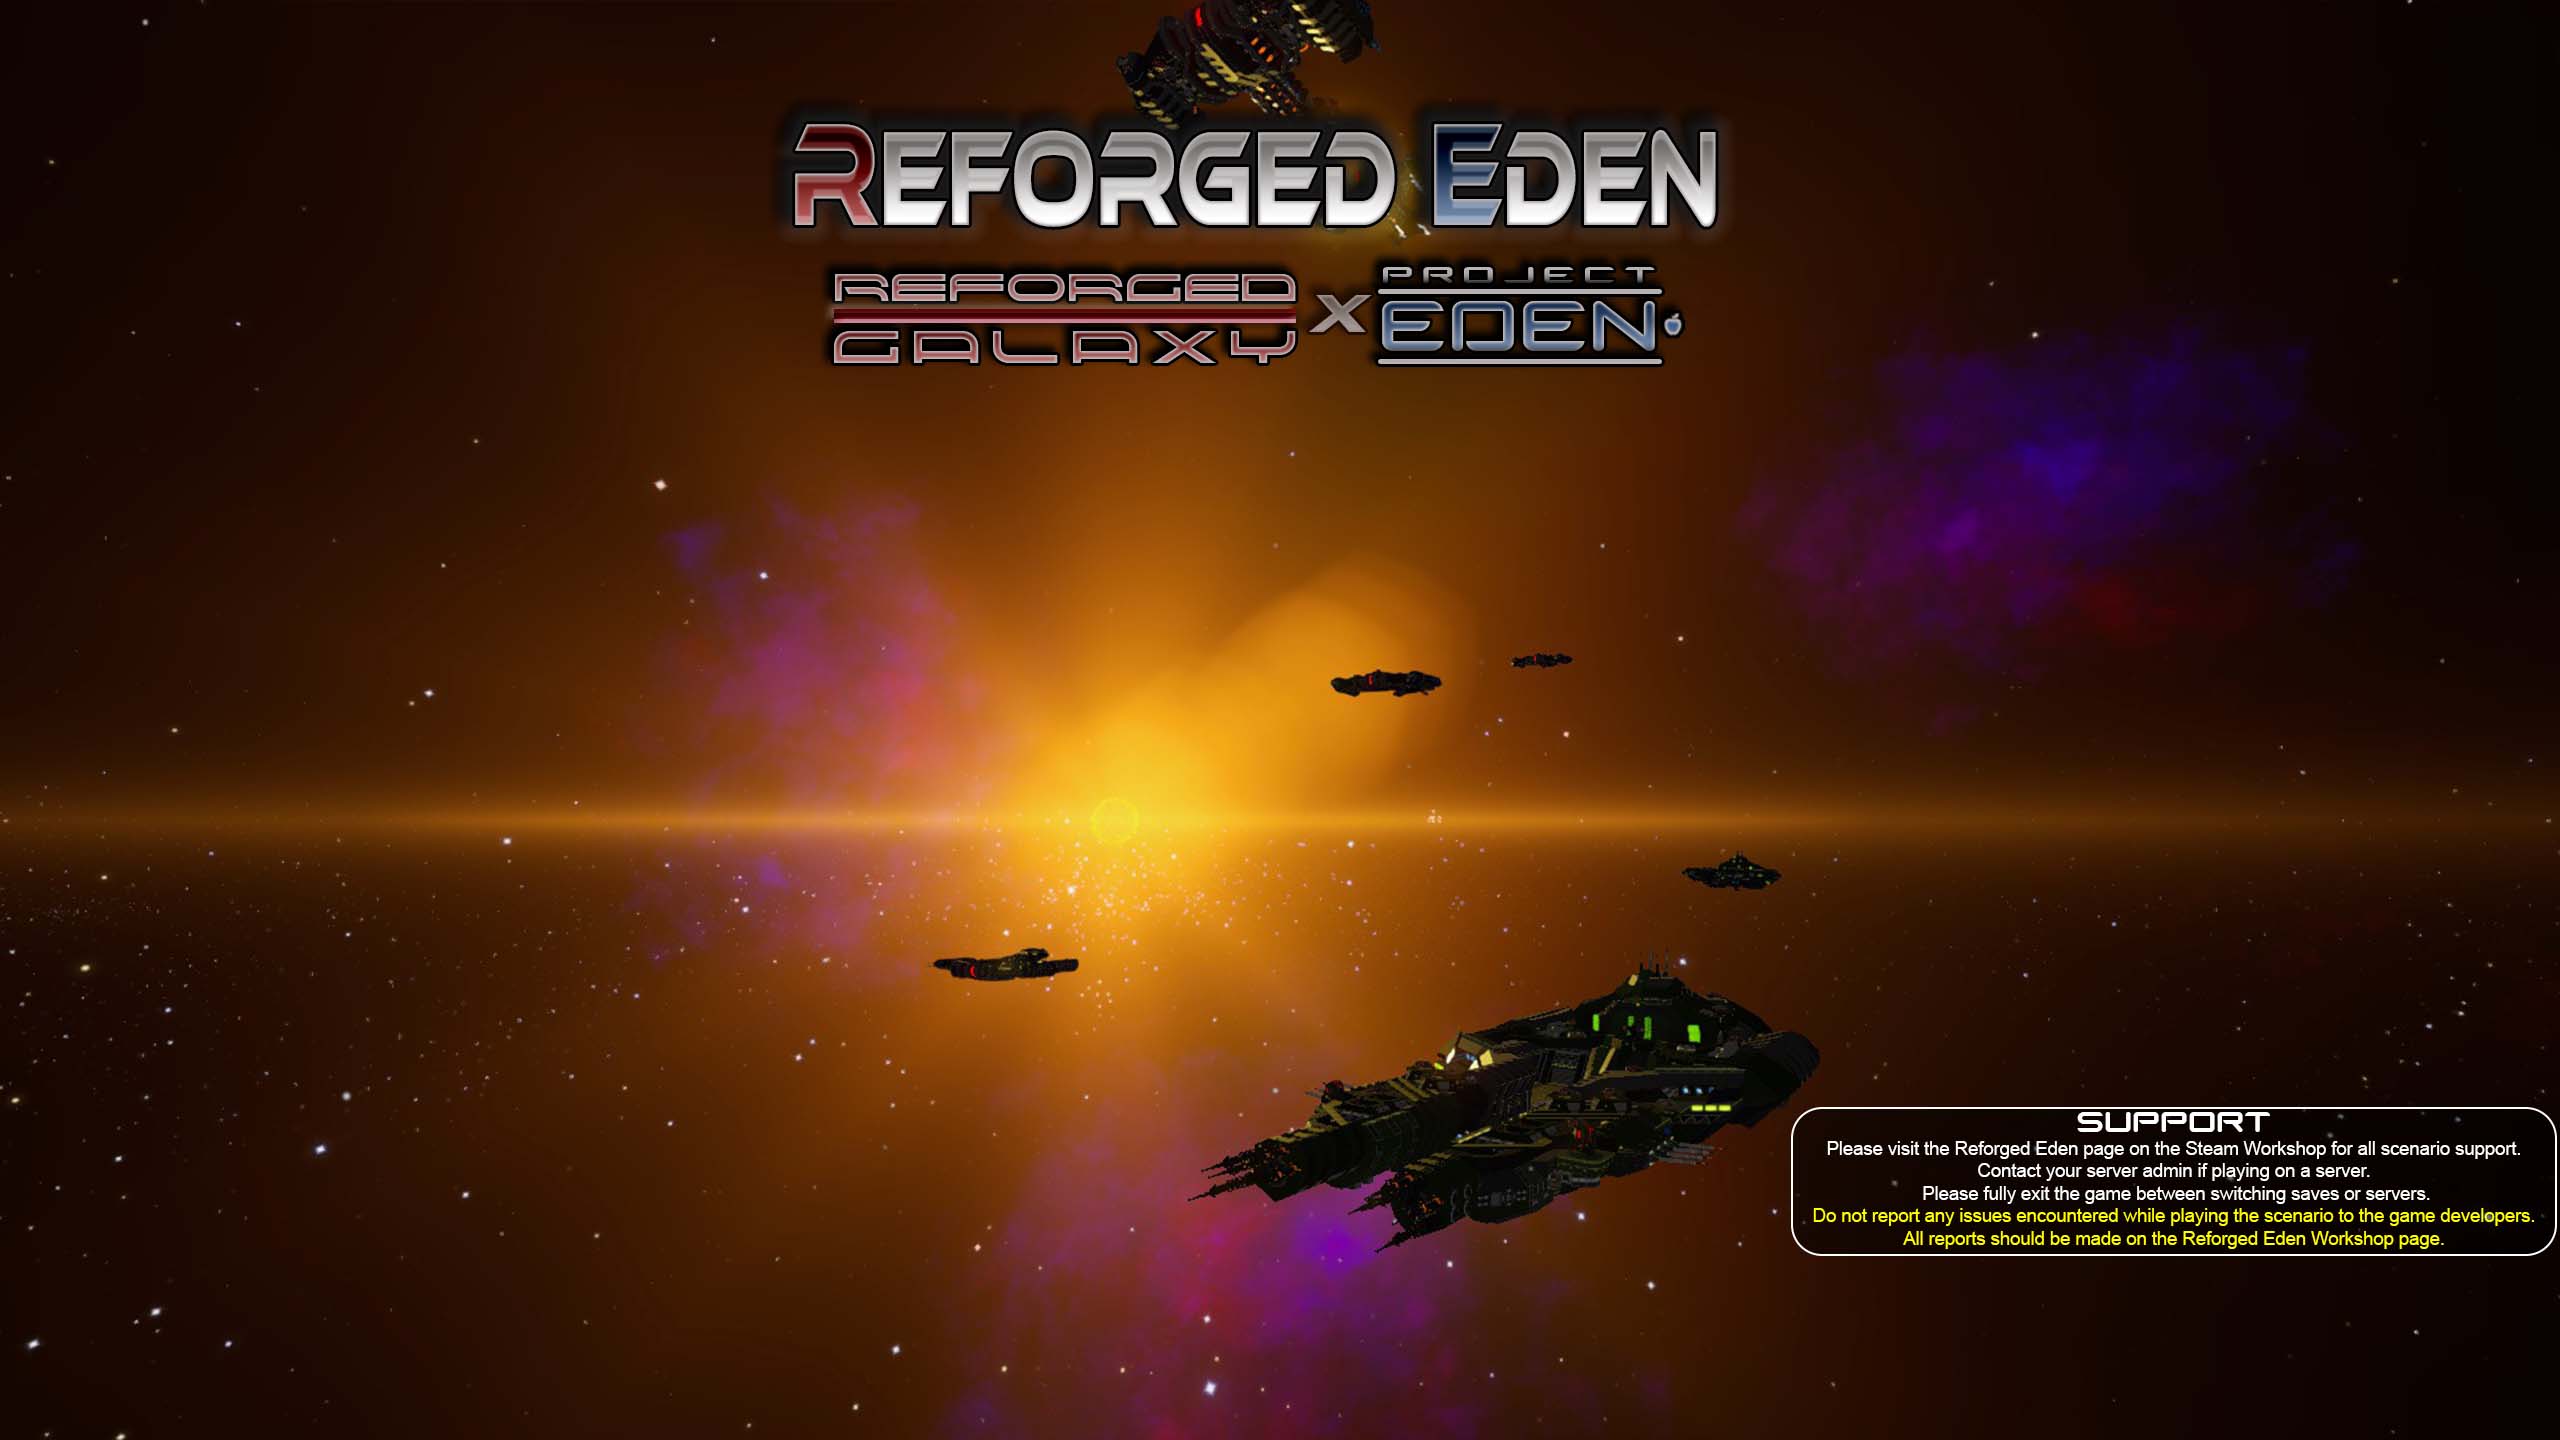 REFORGED EDEN
REFORGED
GALAXY
X
PROJECT
EDEN
SUPPORT
Please visit the Reforged Eden page on the Steam Workshop for all scenario support.
Contact your server admin if playing on a server.
Please fully exit the game between switching saves or servers.
Do not report any issues encountered while playing the scenario to the game developers.
All reports should be made on the Reforged Eden Workshop page.